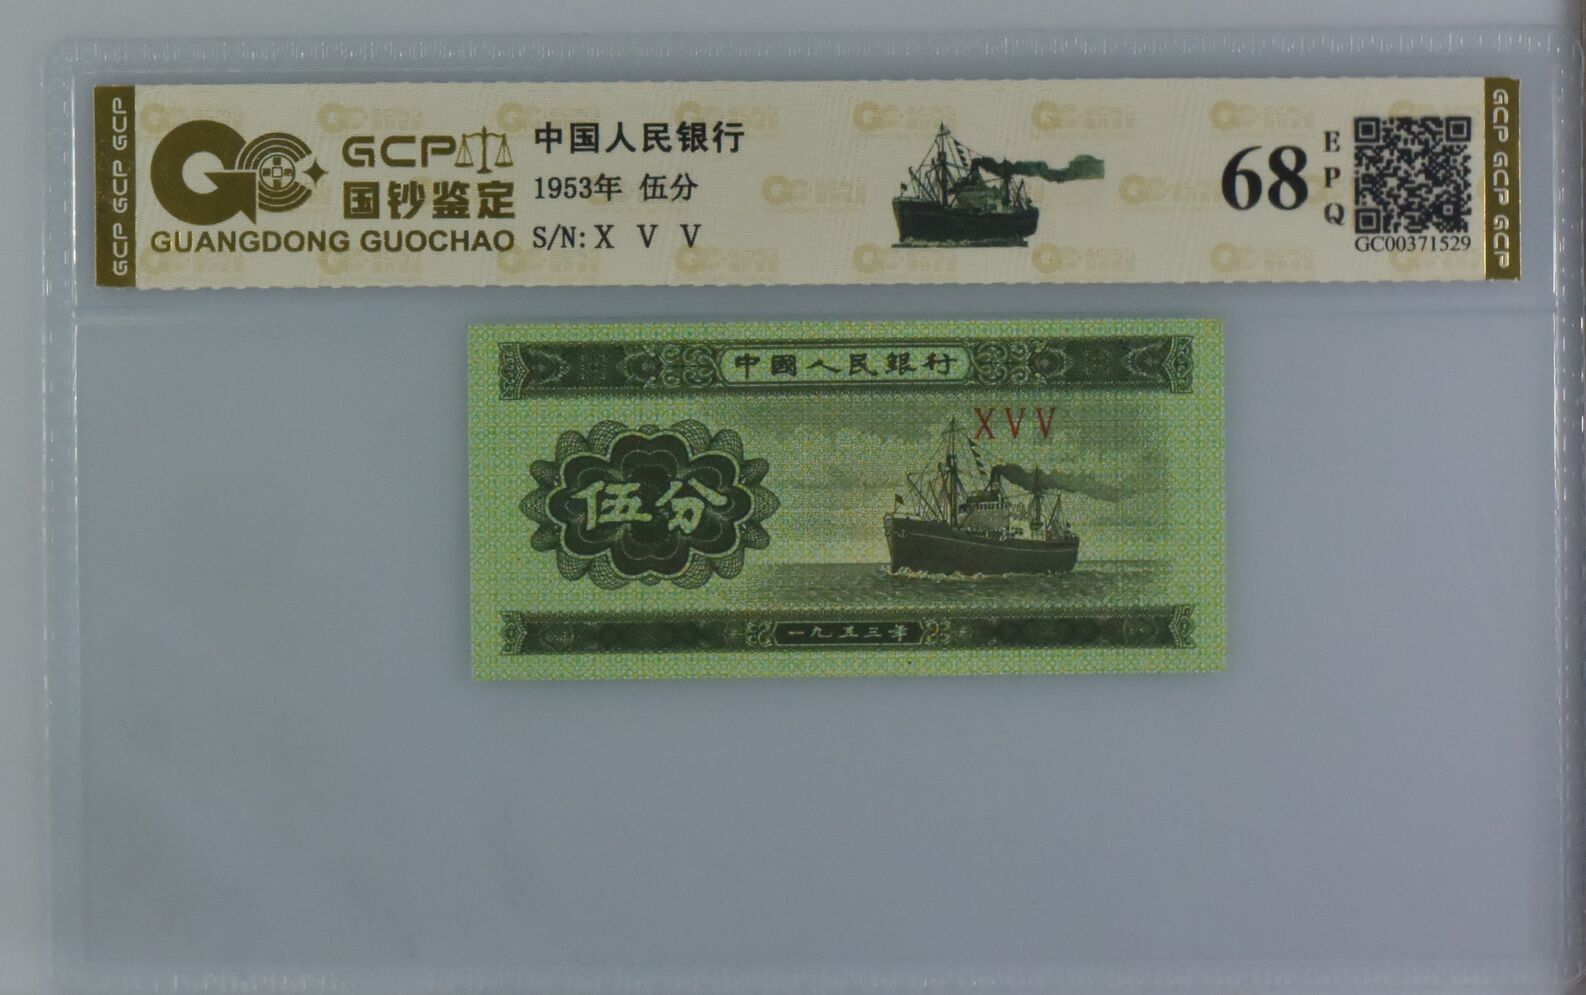 GCP GCP GCP
GCP
国钞鉴定
GUANGDONG GUOCHAO
中国人民银行
1953年 伍分
S/N: X V V
68
EPQ
GC00371529
GCP GCP GCP
中國人民銀行
XVV
伍分
一九五三年